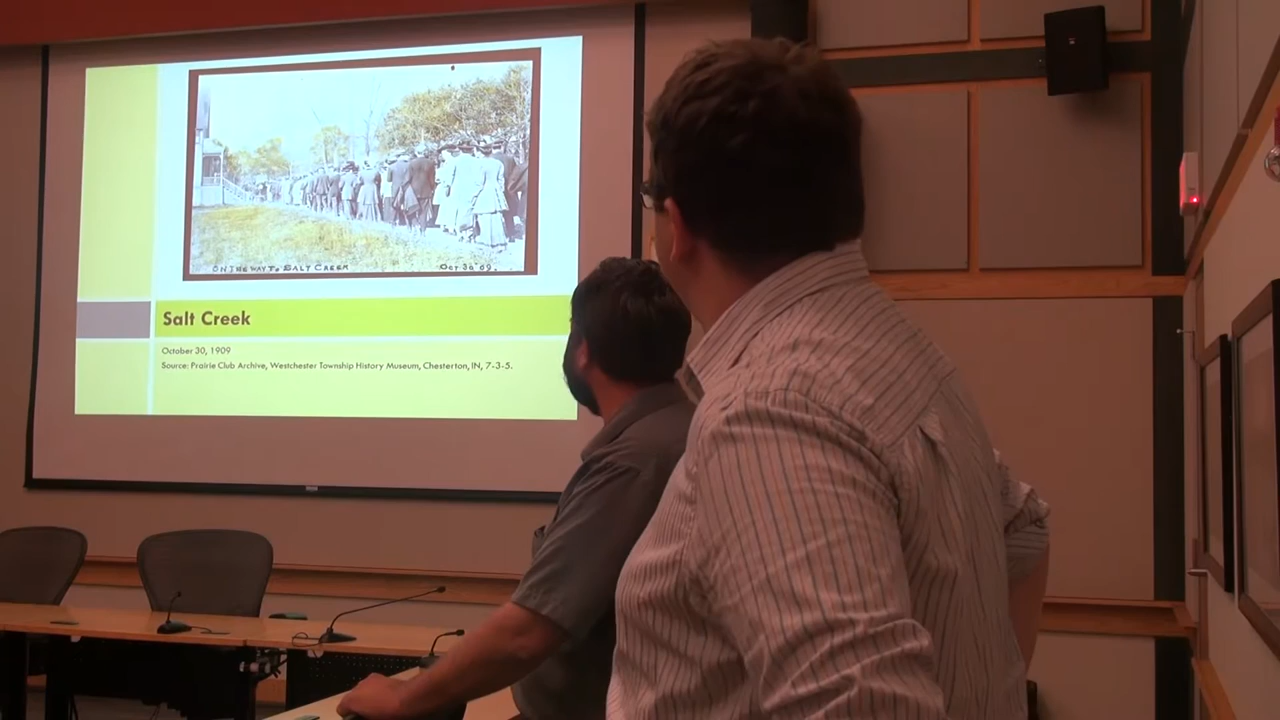 ON THE WAY TO SALT CREEK
Oct 30 '09.
Salt Creek
October 30, 1909
Source: Prairie Club Archive, Westchester Township History Museum, Chesterton, IN, 7-3-5.